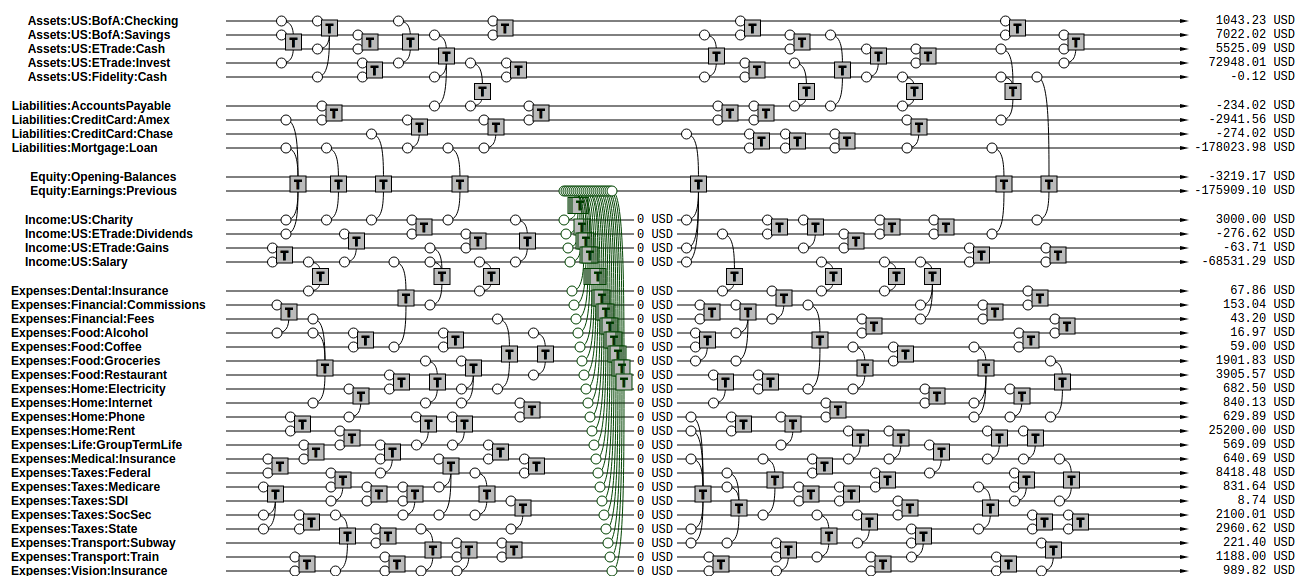 Assets:US:BofA:Checking 1043.23 USD
Assets:US:BofA:Savings 7022.02 USD
Assets:US:ETrade:Cash 5525.09 USD
Assets:US:ETrade:Invest 72948.01 USD
Assets:US:Fidelity:Cash -0.12 USD
Liabilities:AccountsPayable -234.02 USD
Liabilities:CreditCard:Amex -2941.56 USD
Liabilities:CreditCard:Chase -274.02 USD
Liabilities:Mortgage:Loan -178023.98 USD
Equity:Opening-Balances -3219.17 USD
Equity:Earnings:Previous -175909.10 USD
Income:US:Charity 0 USD 3000.00 USD
Income:US:ETrade:Dividends 0 USD -276.62 USD
Income:US:ETrade:Gains 0 USD -63.71 USD
Income:US:Salary 0 USD -68531.29 USD
Expenses:Dental:Insurance 0 USD 67.86 USD
Expenses:Financial:Commissions 0 USD 153.04 USD
Expenses:Financial:Fees 0 USD 43.20 USD
Expenses:Food:Alcohol 0 USD 16.97 USD
Expenses:Food:Coffee 0 USD 59.00 USD
Expenses:Food:Groceries 0 USD 1901.83 USD
Expenses:Food:Restaurant 0 USD 3905.57 USD
Expenses:Home:Electricity 0 USD 682.50 USD
Expenses:Home:Internet 0 USD 840.13 USD
Expenses:Home:Phone 0 USD 629.89 USD
Expenses:Home:Rent 0 USD 25200.00 USD
Expenses:Life:GroupTermLife 0 USD 569.09 USD
Expenses:Medical:Insurance 0 USD 640.69 USD
Expenses:Taxes:Federal 0 USD 8418.48 USD
Expenses:Taxes:Medicare 0 USD 831.64 USD
Expenses:Taxes:SDI 0 USD 8.74 USD
Expenses:Taxes:SocSec 0 USD 2100.01 USD
Expenses:Taxes:State 0 USD 2960.62 USD
Expenses:Transport:Subway 0 USD 221.40 USD
Expenses:Transport:Train 0 USD 1188.00 USD
Expenses:Vision:Insurance 0 USD 989.82 USD